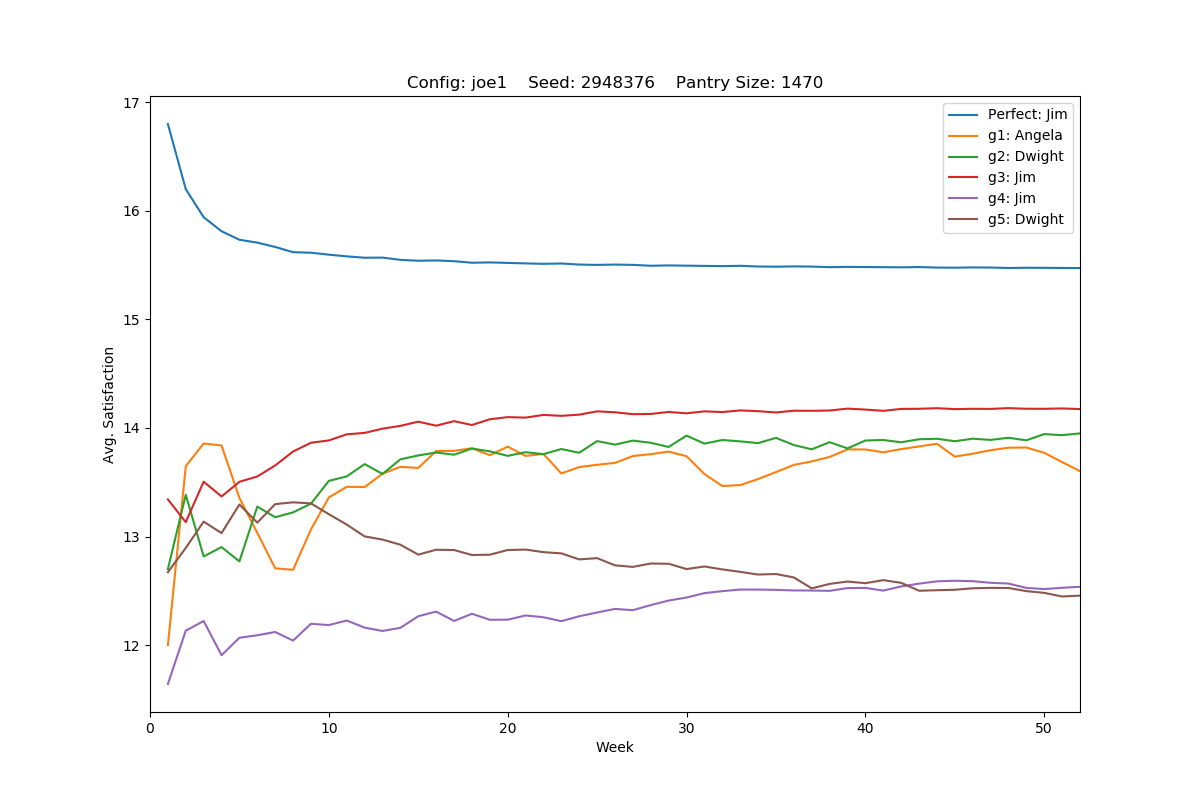 Config: joe1    Seed: 2948376    Pantry Size: 1470
17
16
15
14
13
12
Avg. Satisfaction
Perfect: Jim
g1: Angela
g2: Dwight
g3: Jim
g4: Jim
g5: Dwight
0 10 20 30 40 50
Week